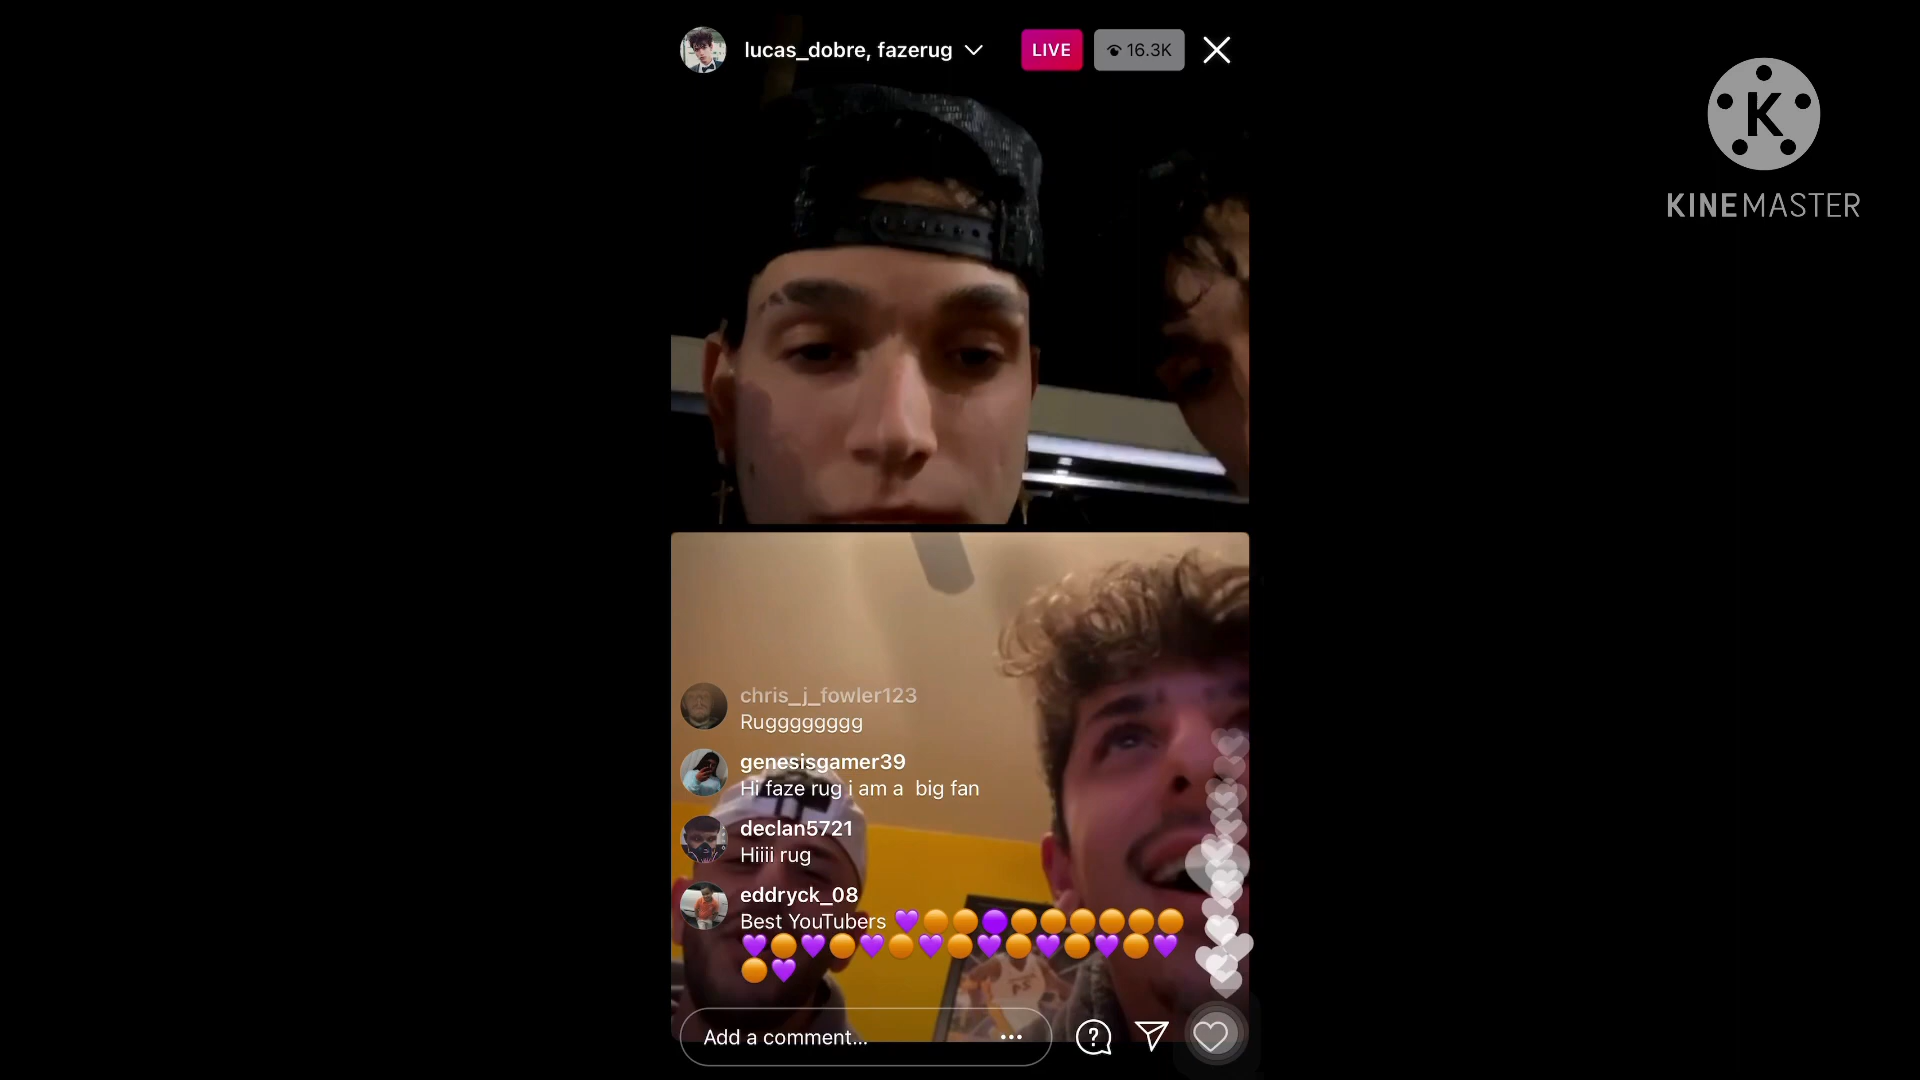 lucas_dobre, fazerug
LIVE
16.3K
KINEMASTER
chris_j_fowler123
Ruggggggggg
genesisgamer39
Hi faze rug i am a  big fan
declan5721
Hiiii rug
eddryck_08
Best YouTubers 💜🟠🟠🟣🟠🟠🟠🟠🟠🟠
💜🟠💜🟠💜🟠💜🟠💜🟠💜🟠💜🟠💜
🟠💜
Add a comment...